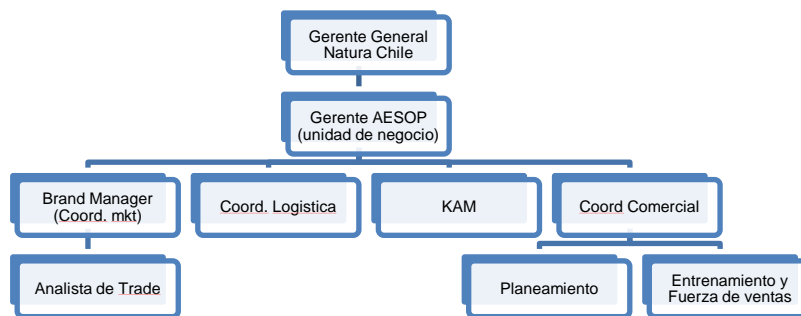 Gerente General
Natura Chile
Gerente AESOP
(unidad de negocio)
Brand Manager
(Coord. mkt)
Coord. Logistica
KAM
Coord Comercial
Analista de Trade
Planeamiento
Entrenamiento y
Fuerza de ventas